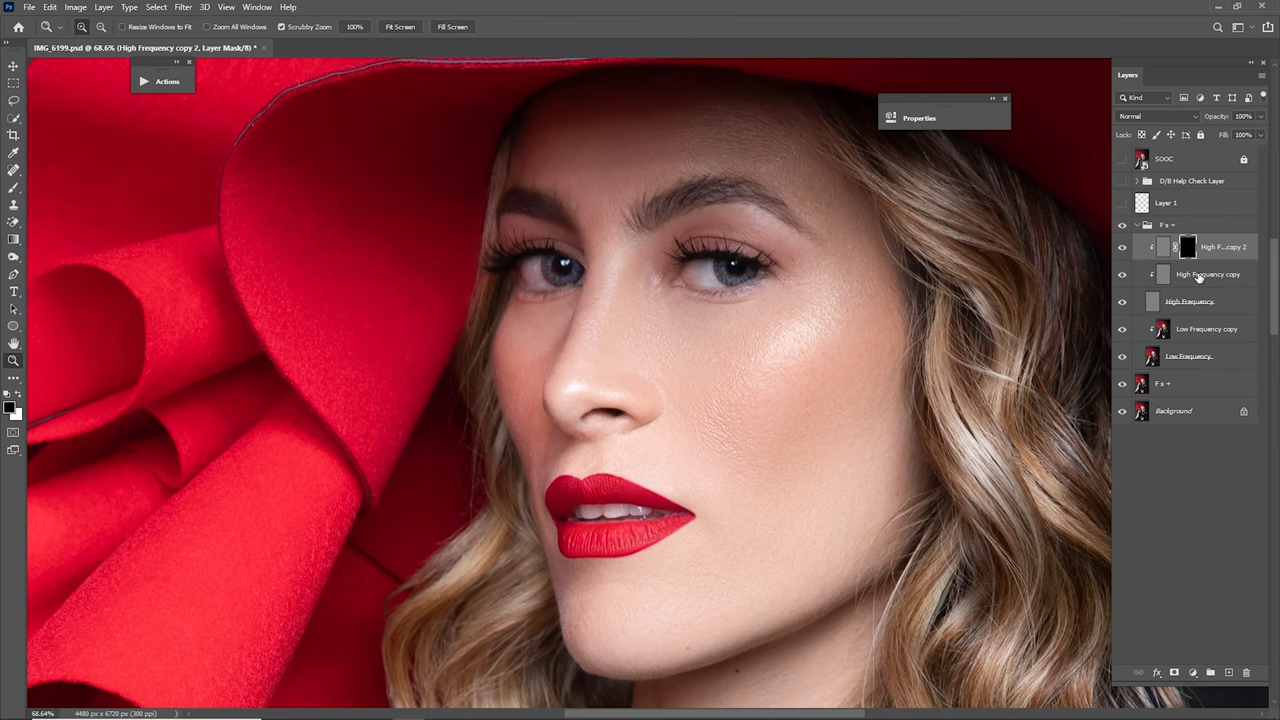 Ps File Edit Image Layer Type Select Filter 3D View Window Help
Resize Windows to Fit Zoom All Windows Scrubby Zoom 100% Fit Screen Fill Screen
IMG_6199.psd @ 68.6% (High Frequency copy 2, Layer Mask/8) *
Actions
Properties
Layers
Kind
Normal Opacity: 100%
Lock: Fill: 100%
SOOC
D/B Help Check Layer
Layer 1
F s +
High F...copy 2
High Frequency copy
High Frequency
Low Frequency copy
Low Frequency
F s +
Background
fx
68.64% 4480 px x 6720 px (300 ppi)